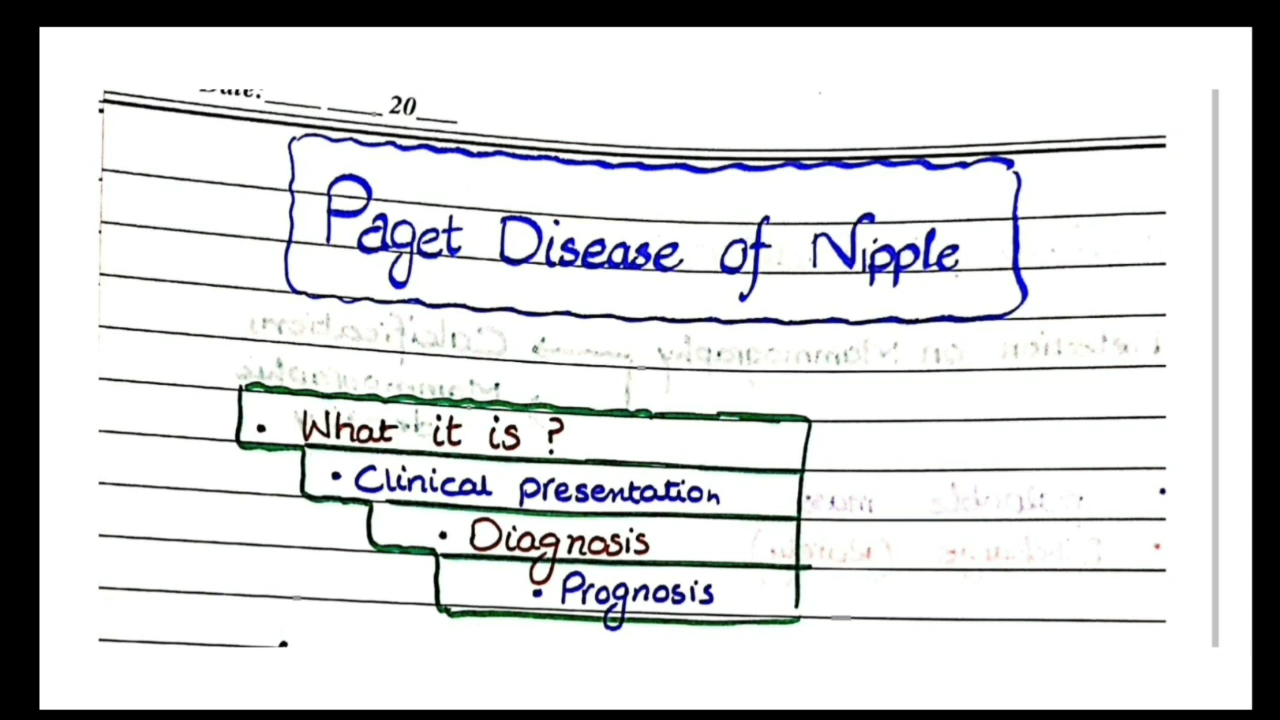 Date: 20
Paget Disease of Nipple
• What it is ?
• Clinical presentation
• Diagnosis
• Prognosis